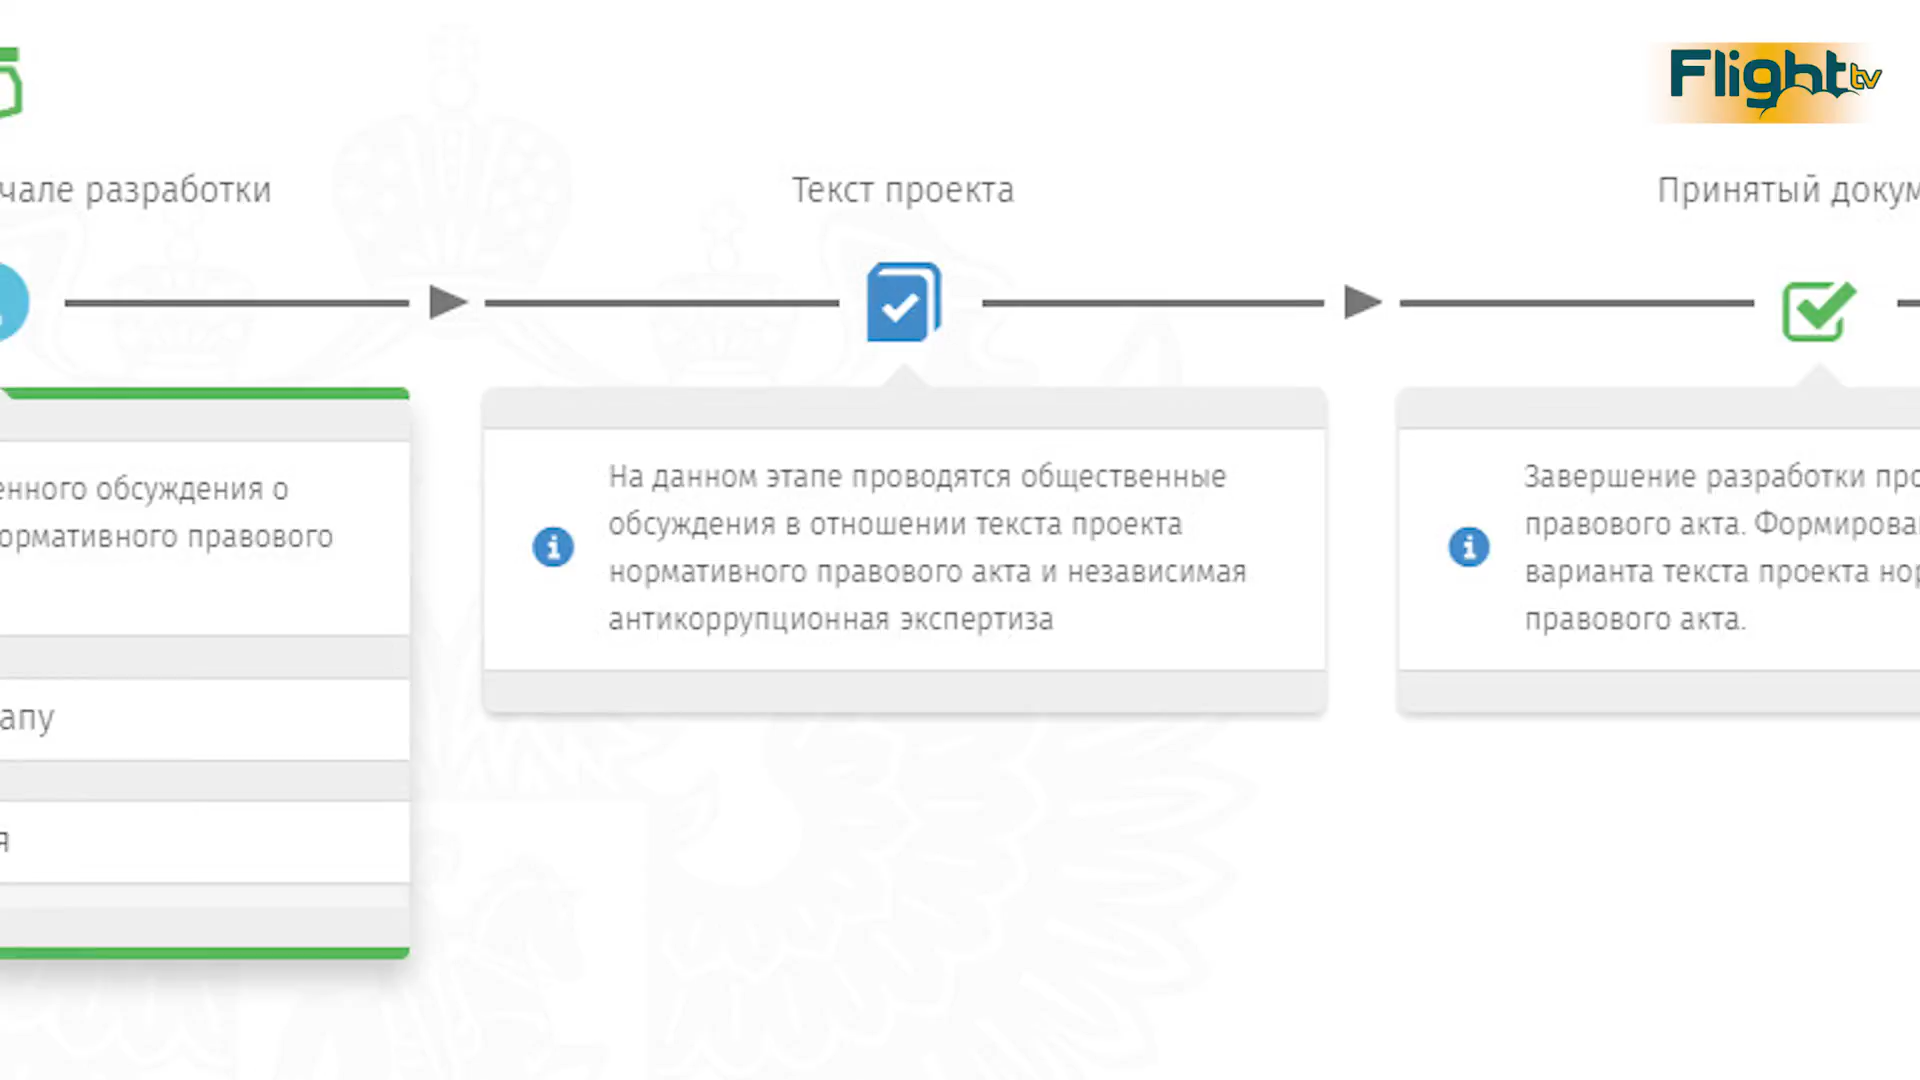 Flight tv
чале разработки
Текст проекта
Принятый докум
енного обсуждения о
ормативного правового
апу
я
На данном этапе проводятся общественные
обсуждения в отношении текста проекта
нормативного правового акта и независимая
антикоррупционная экспертиза
Завершение разработки про
правового акта. Формирова
варианта текста проекта нор
правового акта.